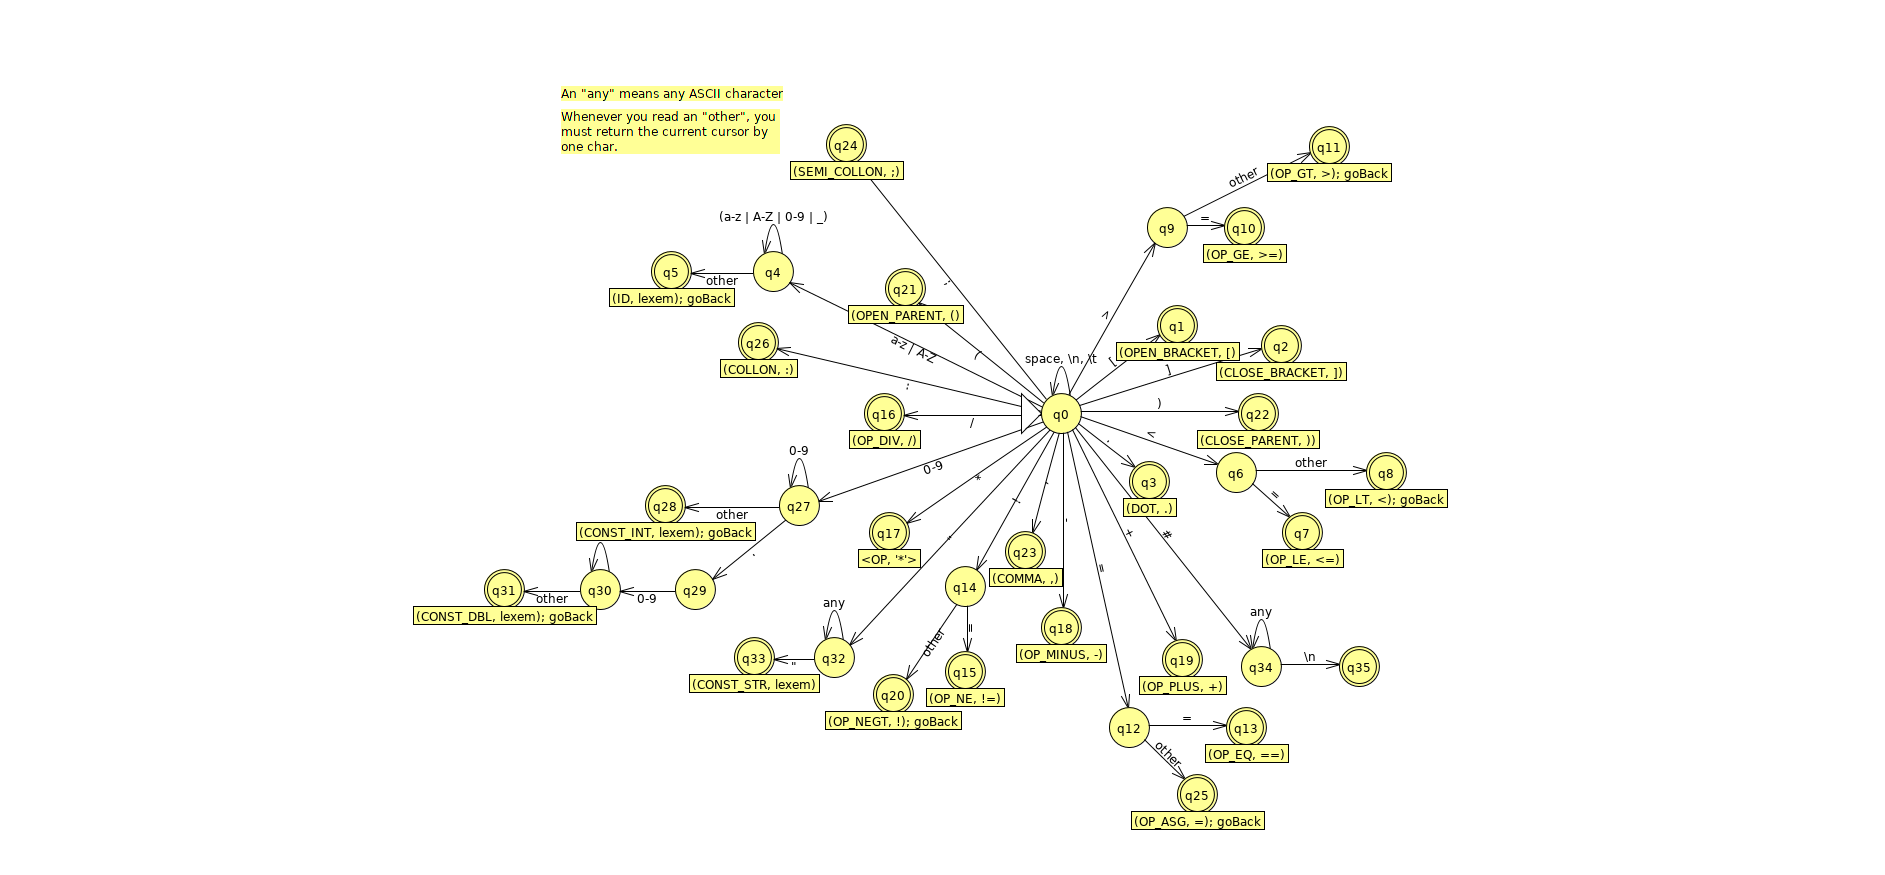 An "any" means any ASCII character
Whenever you read an "other", you
must return the current cursor by
one char.
q24
(SEMI_COLLON, ;)
q11
other
(OP_GT, >); goBack
(a-z | A-Z | 0-9 | _)
q9
=
q10
(OP_GE, >=)
q5
q4
other
(ID, lexem); goBack
;
q21
(OPEN_PARENT, ()
>
q1
(OPEN_BRACKET, [)
q26
(COLLON, :)
a-z | A-Z
(
space, \n, \t
[
q2
]
(CLOSE_BRACKET, ])
:
q16
(OP_DIV, /)
/
q0
)
q22
(CLOSE_PARENT, ))
<
q6
other
q8
(OP_LT, <); goBack
=
q7
(OP_LE, <=)
.
q3
(DOT, .)
0-9
0-9
q27
q28
other
(CONST_INT, lexem); goBack
.
*
q17
<OP, '*'>
"
!
,
q23
(COMMA, ,)
-
=
+
#
q31
q30
q29
other
0-9
(CONST_DBL, lexem); goBack
q14
other
=
any
q33
q32
"
(CONST_STR, lexem)
q20
(OP_NEGT, !); goBack
q15
(OP_NE, !=)
q18
(OP_MINUS, -)
q19
(OP_PLUS, +)
any
q34
\n
q35
q12
=
q13
(OP_EQ, ==)
other
q25
(OP_ASG, =); goBack